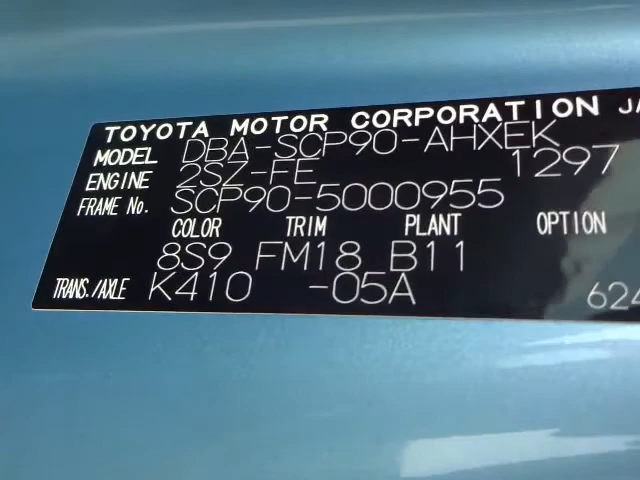 TOYOTA MOTOR CORPORATION
MODEL DBA-SCP90-AHXEK
ENGINE 2SZ-FE 1297
FRAME No. SCP90-5000955
COLOR TRIM PLANT OPTION
8S9 FM18 B11
TRANS./AXLE K410 -05A